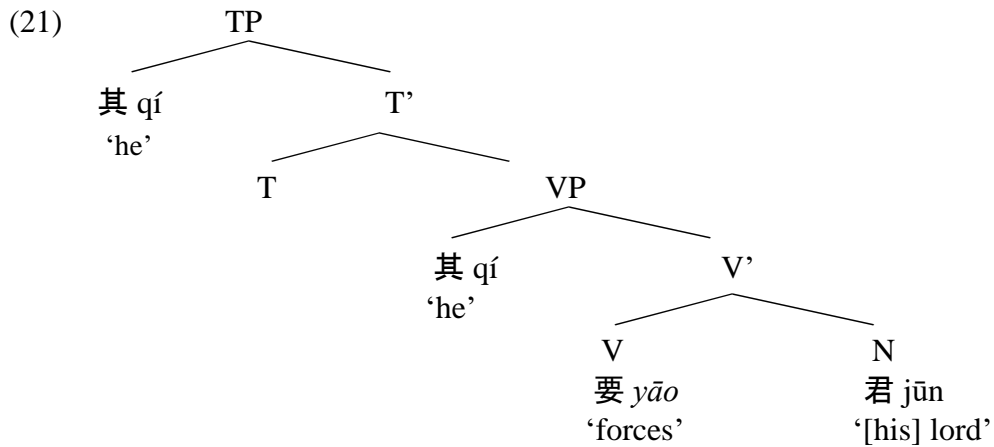 (21) TP
其 qí T’
‘he’
T VP
其 qí V’
‘he’
V N
要 yāo 君 jūn
‘forces’ ‘[his] lord’